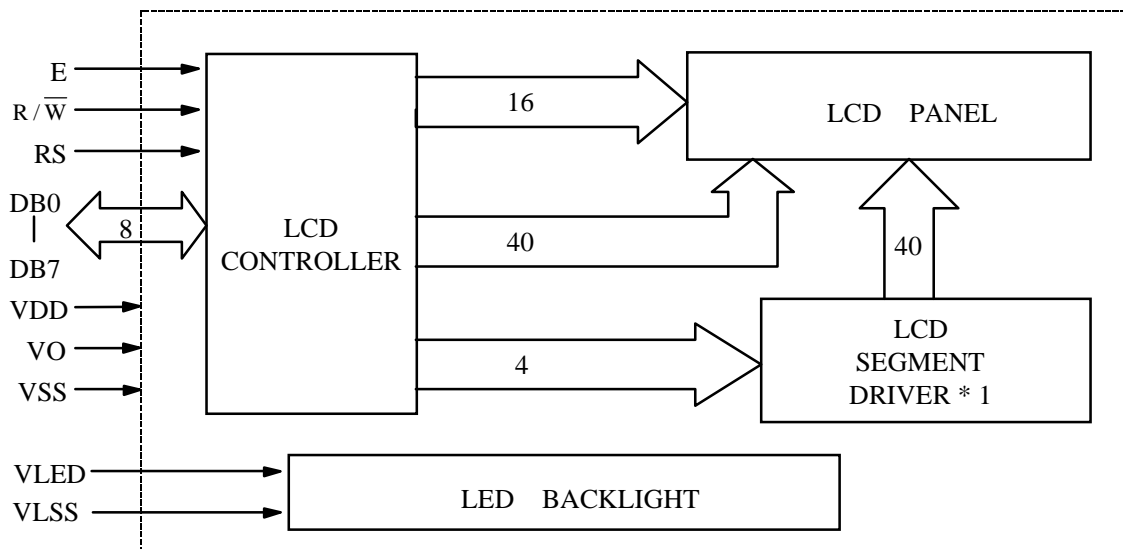 E
R / W̅
RS
DB0
DB7
8
VDD
VO
VSS
VLED
VLSS
LCD
CONTROLLER
16
40
4
LCD PANEL
40
LCD
SEGMENT
DRIVER * 1
LED BACKLIGHT